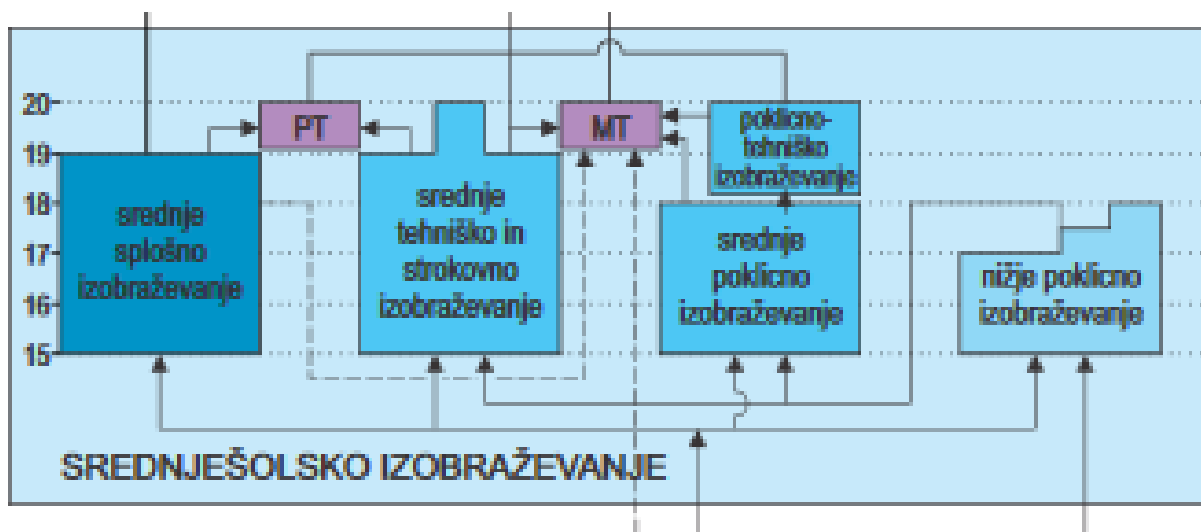 20
19
18
17
16
15
PT
MT
srednje
splošno
izobraževanje
srednje
tehniško in
strokovno
izobraževanje
poklicno-
tehniško
izobraževanje
srednje
poklicno
izobraževanje
nižje poklicno
izobraževanje
SREDNJEŠOLSKO IZOBRAŽEVANJE